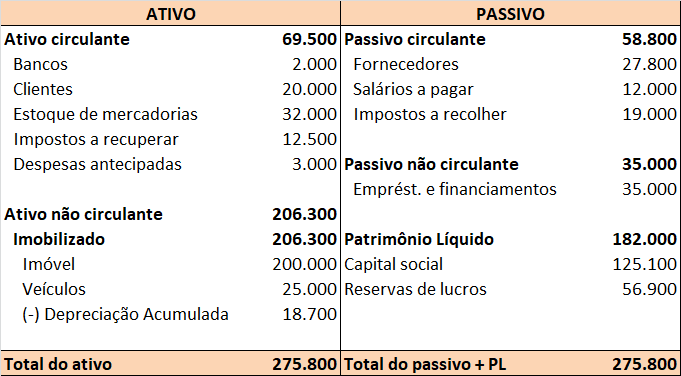 ATIVO PASSIVO
Ativo circulante 69.500 Passivo circulante 58.800
Bancos 2.000 Fornecedores 27.800
Clientes 20.000 Salários a pagar 12.000
Estoque de mercadorias 32.000 Impostos a recolher 19.000
Impostos a recuperar 12.500
Despesas antecipadas 3.000 Passivo não circulante 35.000
Emprést. e financiamentos 35.000
Ativo não circulante 206.300
Imobilizado 206.300 Patrimônio Líquido 182.000
Imóvel 200.000 Capital social 125.100
Veículos 25.000 Reservas de lucros 56.900
(-) Depreciação Acumulada 18.700
Total do ativo 275.800 Total do passivo + PL 275.800